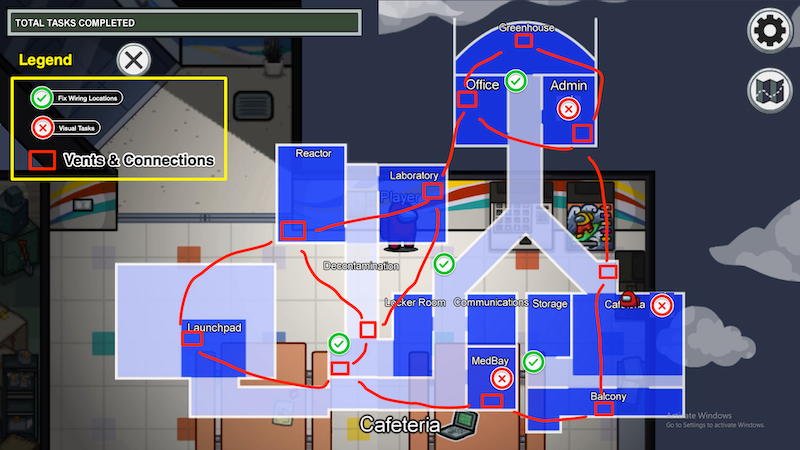 TOTAL TASKS COMPLETED
Legend
Fix Wiring Locations
Visual Tasks
Vents & Connections
Greenhouse
Office
Admin
Reactor
Laboratory
Player
Decontamination
Locker Room
Communications
Storage
Cafeteria
Launchpad
MedBay
Balcony
Cafeteria
Activate Windows
Go to Settings to activate Windows.